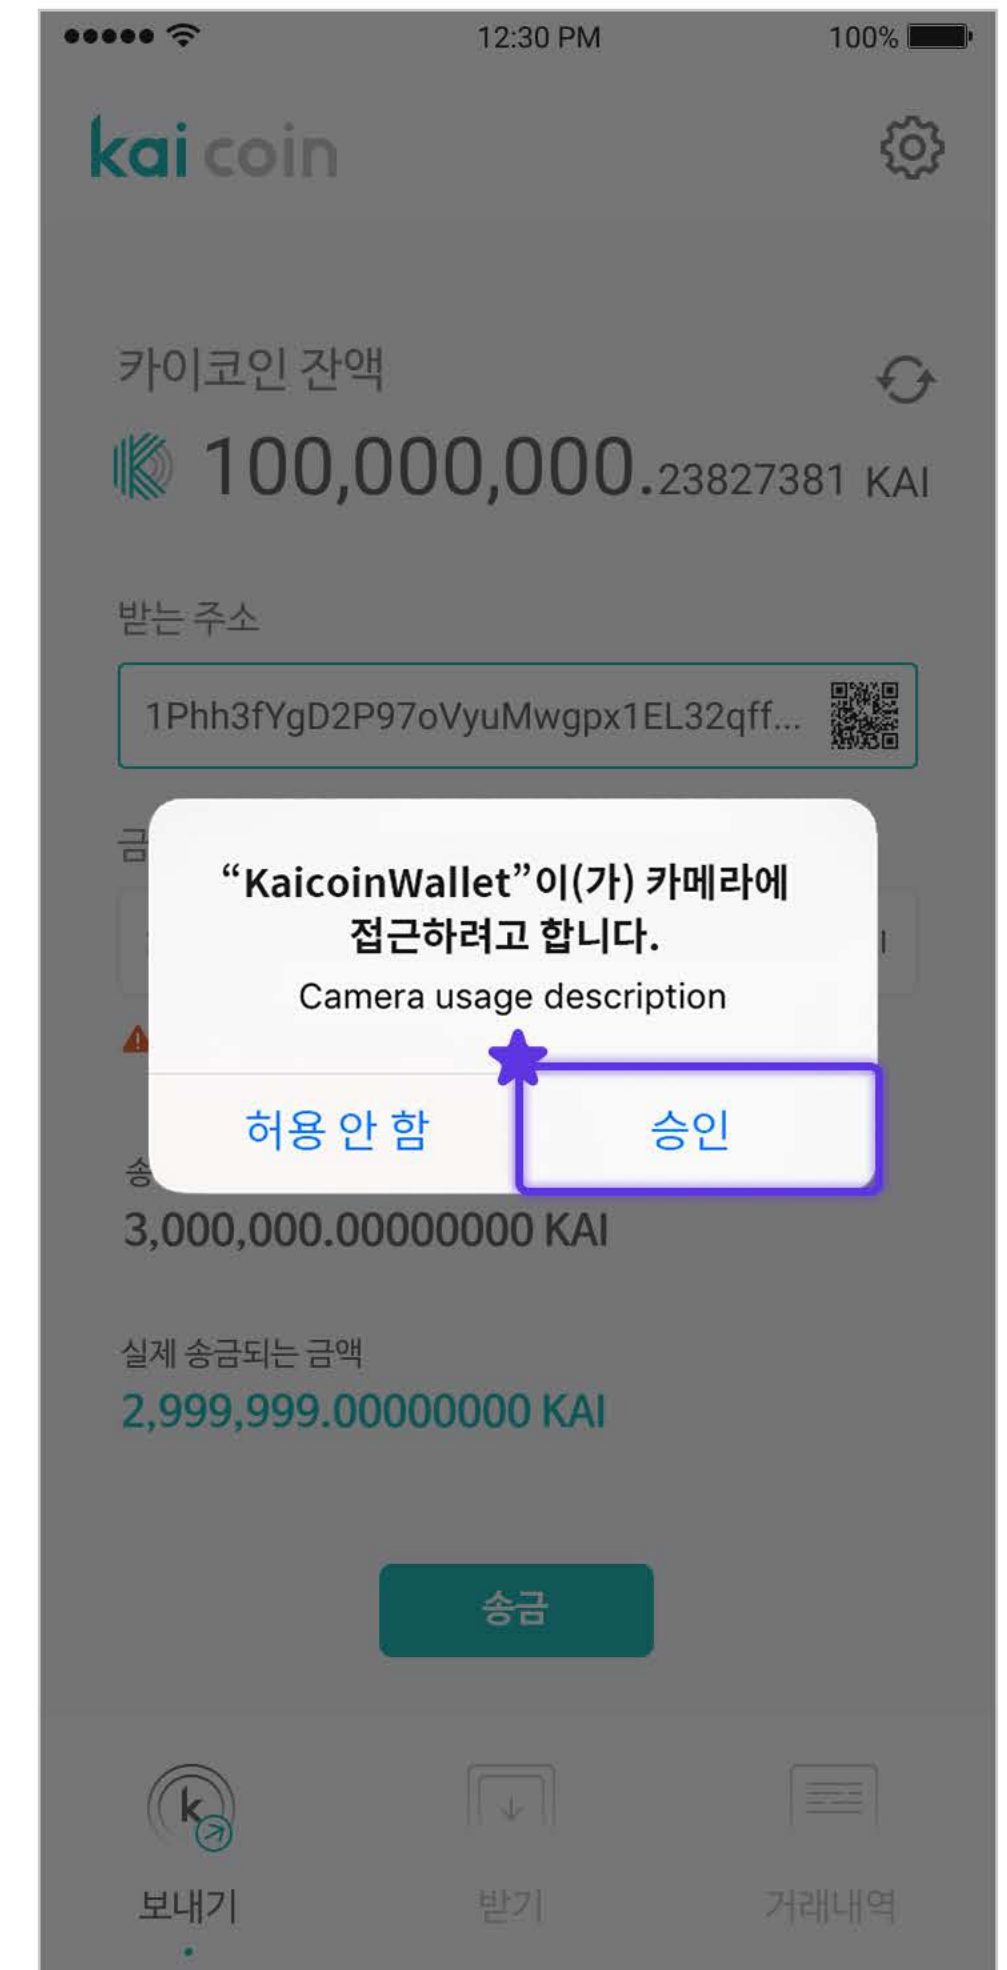 12:30 PM
100%
kai coin
카이코인 잔액
100,000,000.23827381 KAI
받는 주소
1Phh3fYgD2P97oVyuMwgpx1EL32qff...
금
“KaicoinWallet”이(가) 카메라에
접근하려고 합니다.
Camera usage description
허용 안 함
승인
송
3,000,000.00000000 KAI
실제 송금되는 금액
2,999,999.00000000 KAI
송금
k
보내기
받기
거래내역